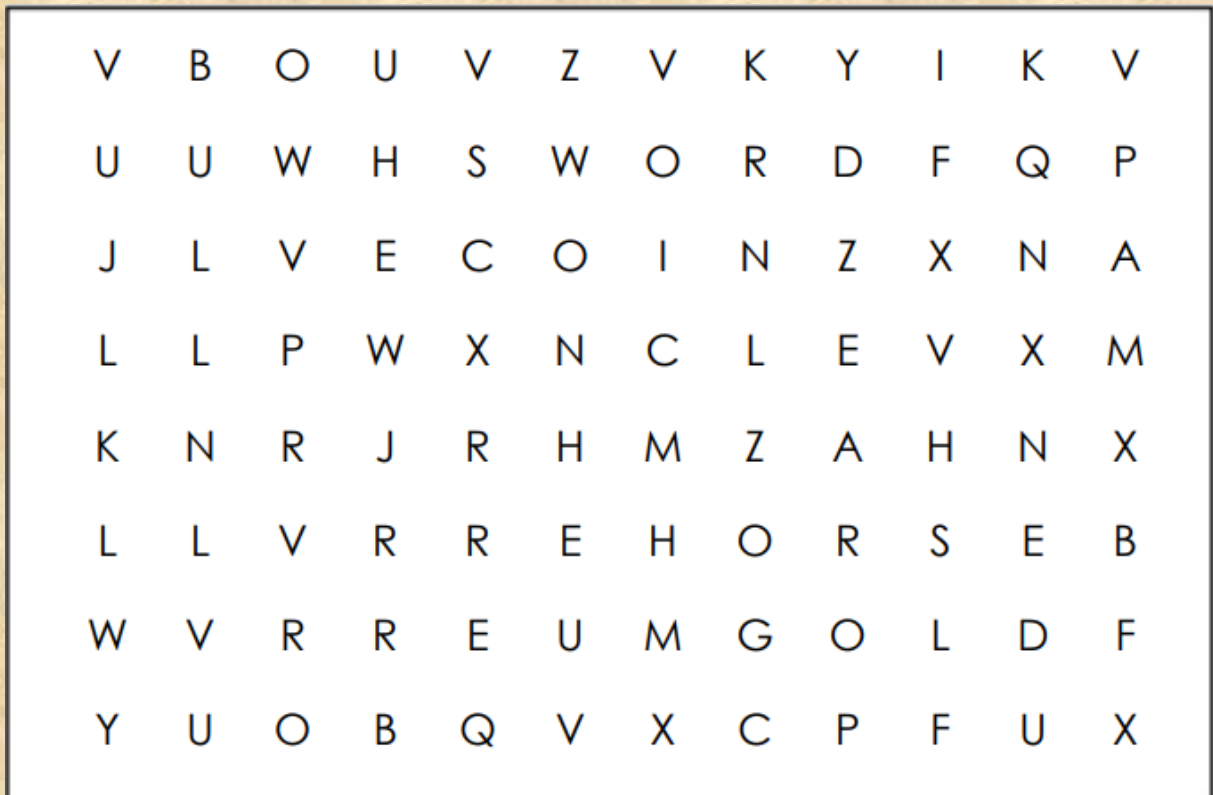 V B O U V Z V K Y I K V
U U W H S W O R D F Q P
J L V E C O I N Z X N A
L L P W X N C L E V X M
K N R J R H M Z A H N X
L L V R R E H O R S E B
W V R R E U M G O L D F
Y U O B Q V X C P F U X